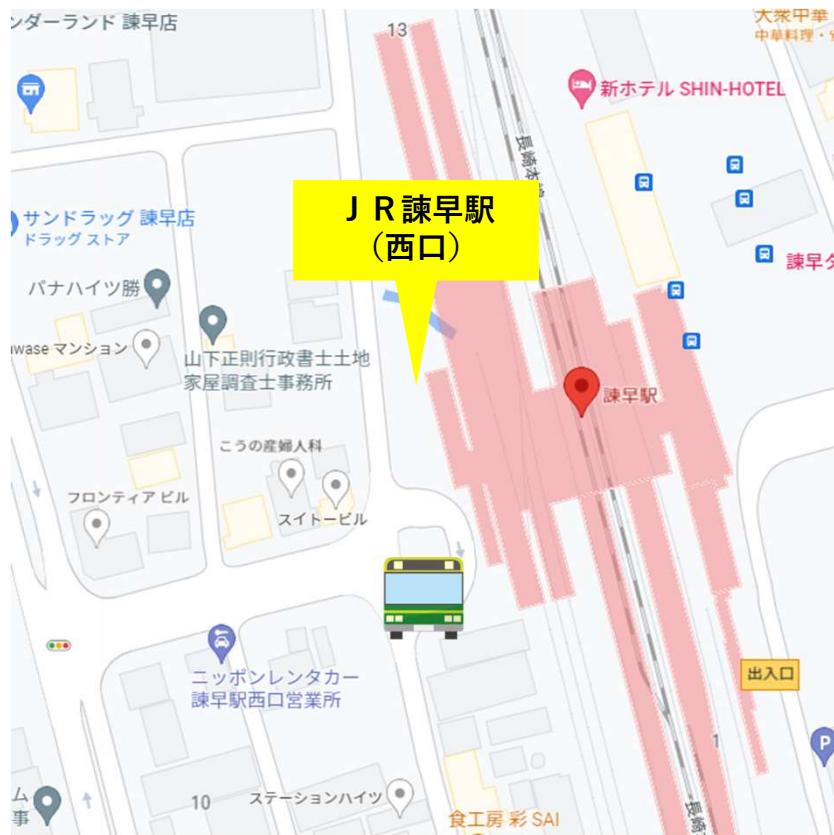 ンダーランド 諫早店
13
大衆中華
中華料理・
新ホテル SHIN-HOTEL
長崎本線
ＪＲ諫早駅
（西口）
サンドラッグ 諫早店
ドラッグ ストア
諫早タ
パナハイツ勝
wase マンション
山下正則行政書士土地
家屋調査士事務所
諫早駅
こうの産婦人科
フロンティア ビル
スイトービル
ニッポンレンタカー
諫早駅西口営業所
出入口
P
1
ム
事
10
ステーションハイツ
食工房 彩 SAI
長崎